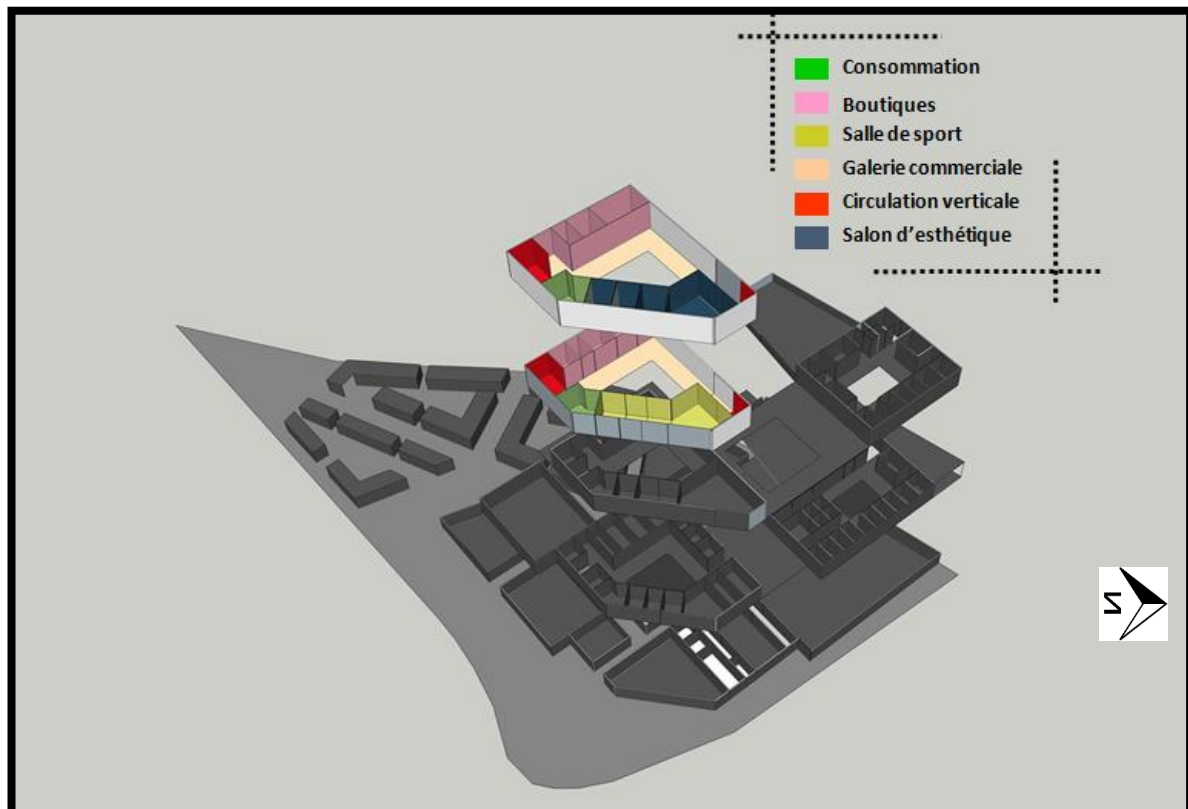 Consommation
Boutiques
Salle de sport
Galerie commerciale
Circulation verticale
Salon d’esthétique
N